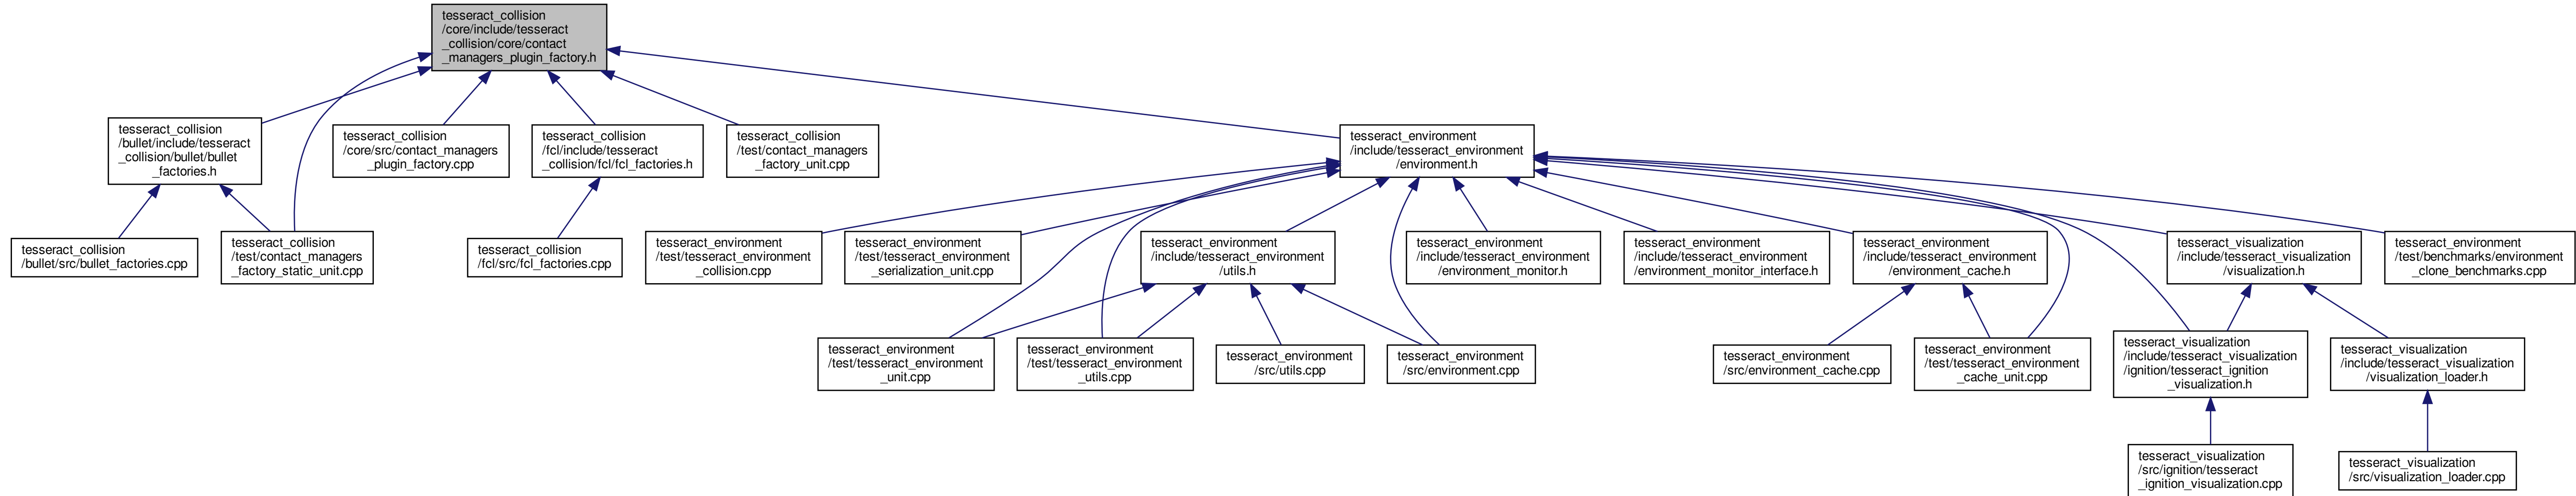 tesseract_collision
/core/include/tesseract
_collision/core/contact
_managers_plugin_factory.h
tesseract_collision
/bullet/include/tesseract
_collision/bullet/bullet
_factories.h
tesseract_collision
/core/src/contact_managers
_plugin_factory.cpp
tesseract_collision
/fcl/include/tesseract
_collision/fcl/fcl_factories.h
tesseract_collision
/test/contact_managers
_factory_unit.cpp
tesseract_environment
/include/tesseract_environment
/environment.h
tesseract_collision
/bullet/src/bullet_factories.cpp
tesseract_collision
/test/contact_managers
_factory_static_unit.cpp
tesseract_collision
/fcl/src/fcl_factories.cpp
tesseract_environment
/test/tesseract_environment
_collision.cpp
tesseract_environment
/test/tesseract_environment
_serialization_unit.cpp
tesseract_environment
/include/tesseract_environment
/utils.h
tesseract_environment
/include/tesseract_environment
/environment_monitor.h
tesseract_environment
/include/tesseract_environment
/environment_monitor_interface.h
tesseract_environment
/include/tesseract_environment
/environment_cache.h
tesseract_visualization
/include/tesseract_visualization
/visualization.h
tesseract_environment
/test/benchmarks/environment
_clone_benchmarks.cpp
tesseract_environment
/test/tesseract_environment
_unit.cpp
tesseract_environment
/test/tesseract_environment
_utils.cpp
tesseract_environment
/src/utils.cpp
tesseract_environment
/src/environment.cpp
tesseract_environment
/src/environment_cache.cpp
tesseract_environment
/test/tesseract_environment
_cache_unit.cpp
tesseract_visualization
/include/tesseract_visualization
/ignition/tesseract_ignition
_visualization.h
tesseract_visualization
/include/tesseract_visualization
/visualization_loader.h
tesseract_visualization
/src/ignition/tesseract
_ignition_visualization.cpp
tesseract_visualization
/src/visualization_loader.cpp